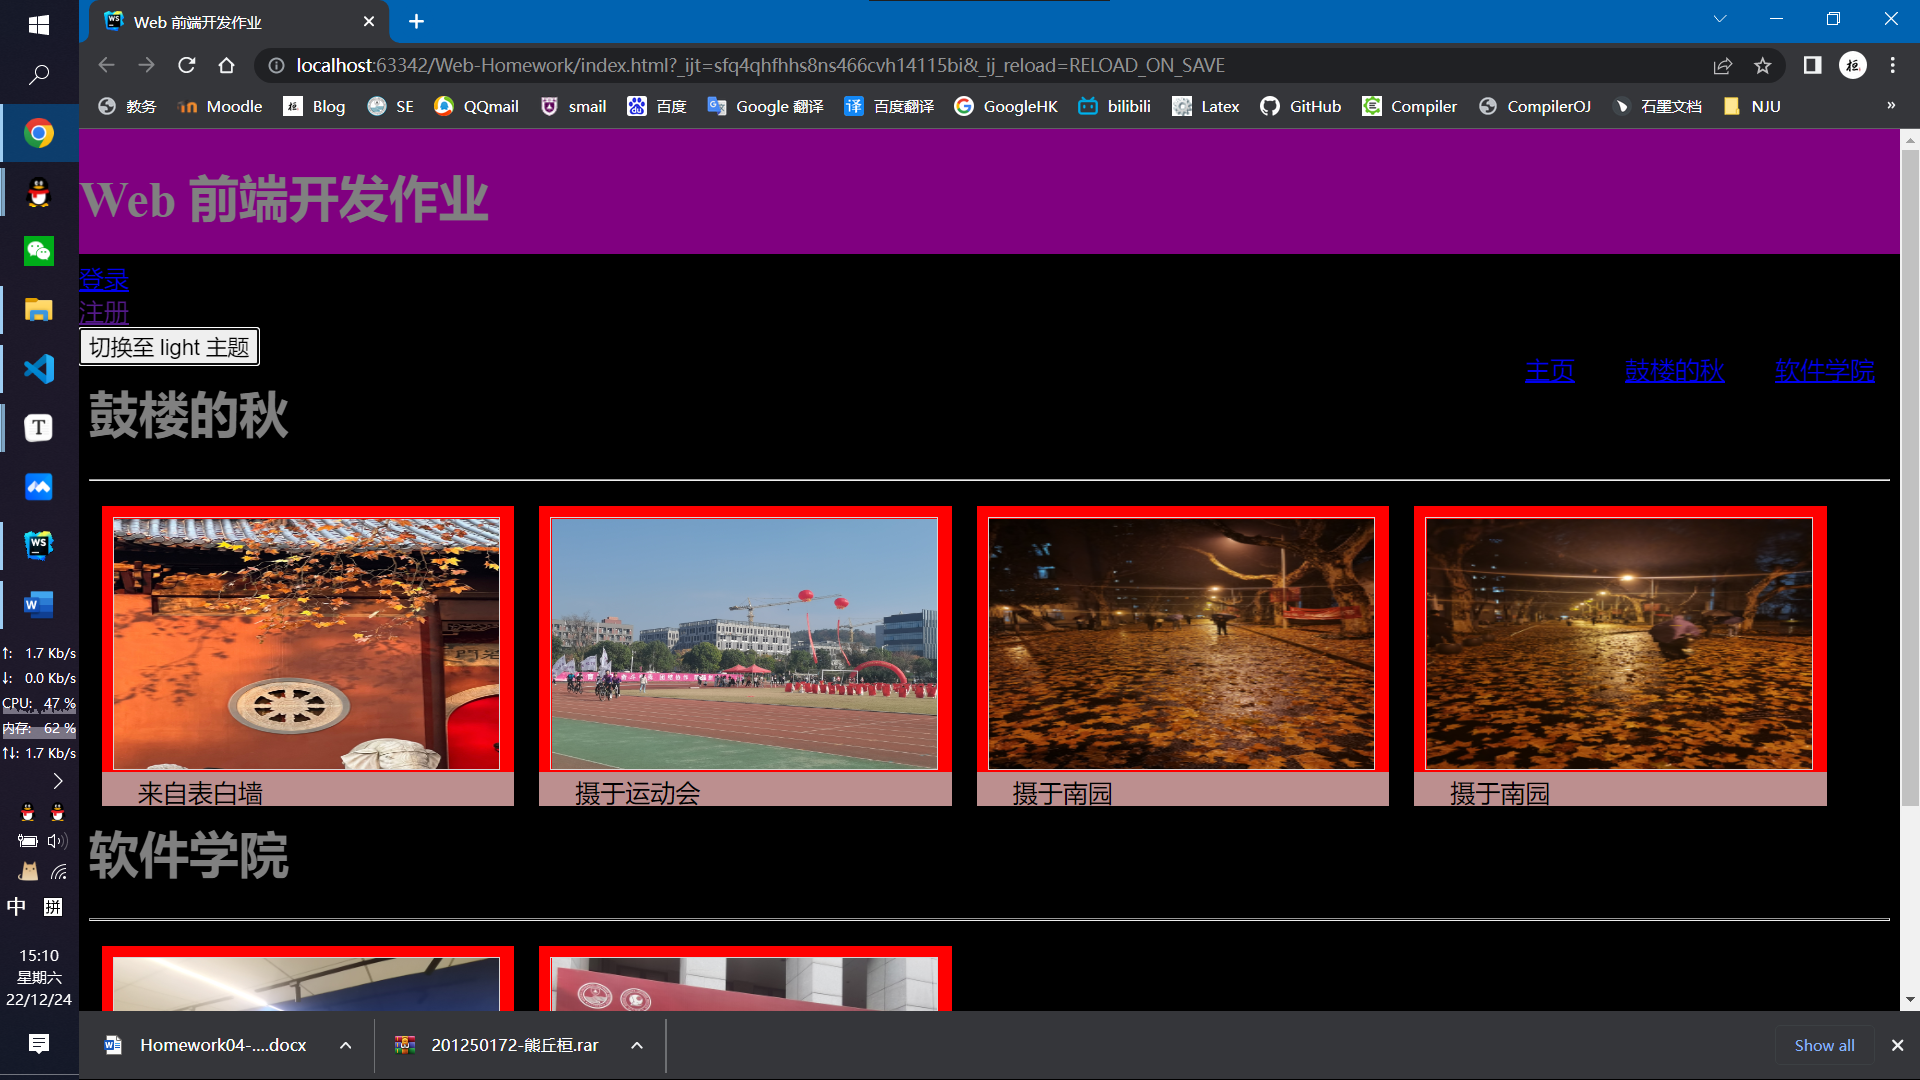 Web 前端开发作业
localhost:63342/Web-Homework/index.html?_ijt=sfq4qhfhhs8ns466cvh14115bi&_ij_reload=RELOAD_ON_SAVE
桓
教务 Moodle 桓 Blog SE QQmail smail 百度 Google 翻译 译 百度翻译 GoogleHK bilibili Latex GitHub Compiler CompilerOJ 石墨文档 NJU »
Web 前端开发作业
登录
注册
切换至 light 主题
主页 鼓楼的秋 软件学院
鼓楼的秋
来自表白墙 摄于运动会 摄于南园 摄于南园
软件学院
WS
T
W
↑: 1.7 Kb/s
↓: 0.0 Kb/s
CPU: 47 %
内存: 62 %
↑↓: 1.7 Kb/s
中 拼
15:10
星期六
22/12/24
Homework04-....docx 201250172-熊丘桓.rar Show all